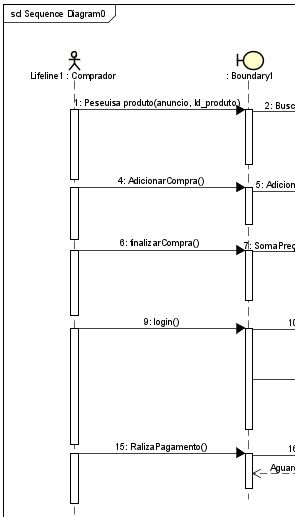 sd Sequence Diagram0
Lifeline1 : Comprador
: Boundary1
1: Peseuisa produto(anuncio, Id_produto)
2: Busc
4: AdicionarCompra()
5: Adicion
6: finalizarCompra()
7: SomaPreç
9: login()
10
15: RalizaPagamento()
16
Aguar